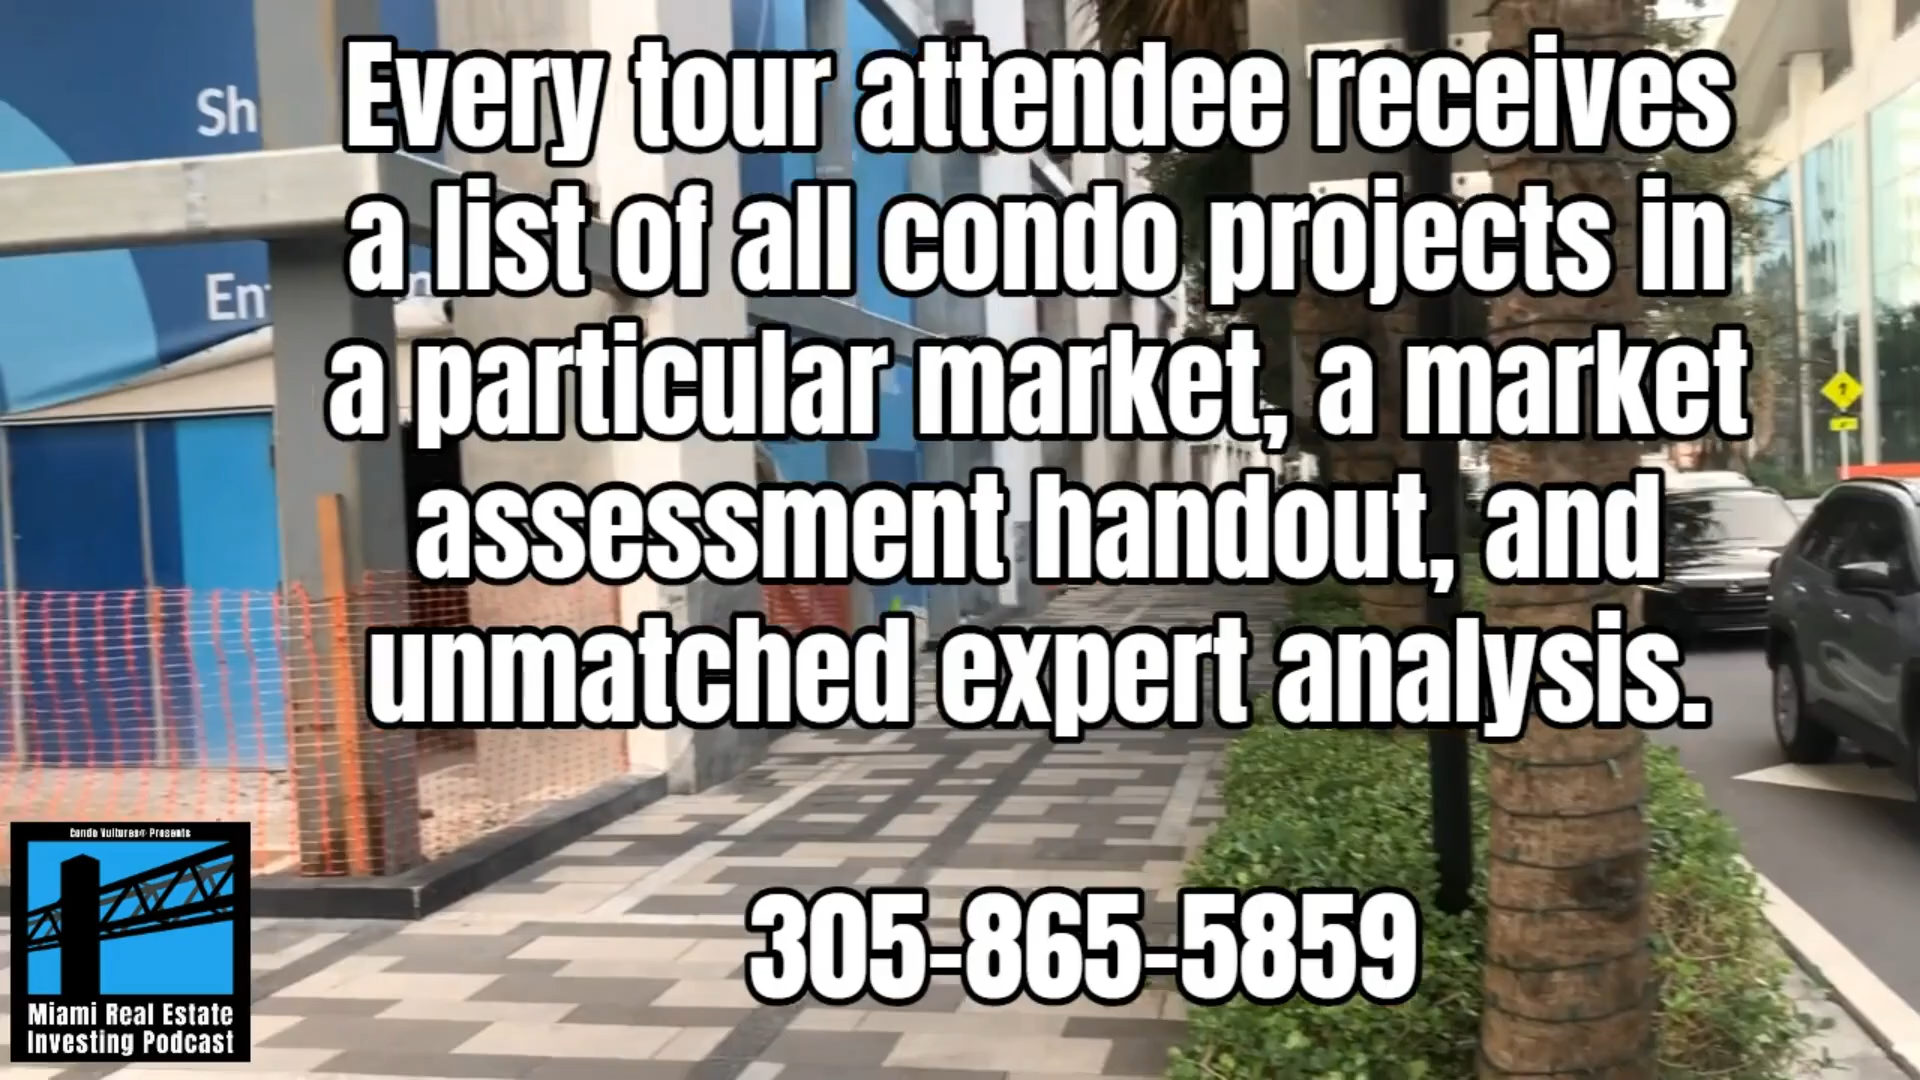 Every tour attendee receives
a list of all condo projects in
a particular market, a market
assessment handout, and
unmatched expert analysis.
305-865-5859
Condo Vultures® Presents
Miami Real Estate
Investing Podcast